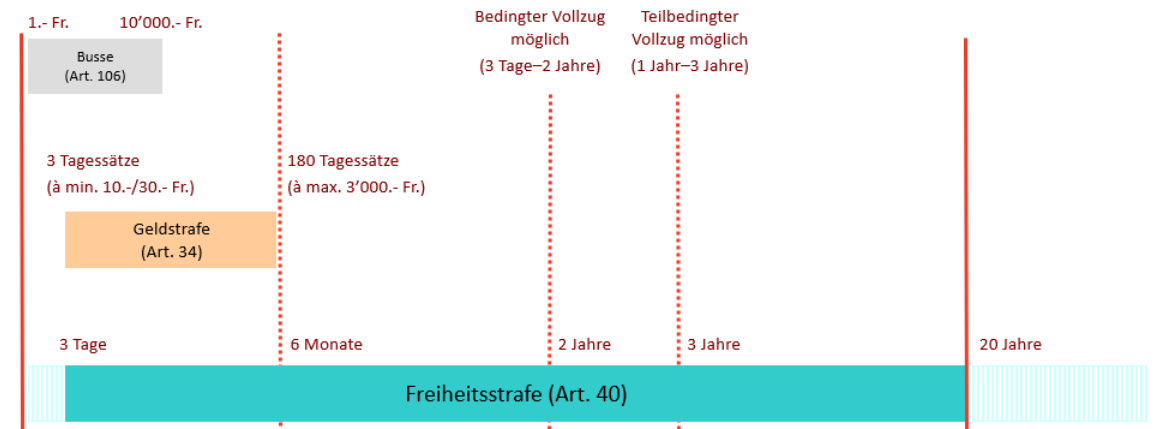 1.- Fr. 10’000.- Fr.
Busse
(Art. 106)
Bedingter Vollzug
möglich
(3 Tage–2 Jahre)
Teilbedingter
Vollzug möglich
(1 Jahr–3 Jahre)
3 Tagessätze
(à min. 10.-/30.- Fr.)
180 Tagessätze
(à max. 3’000.- Fr.)
Geldstrafe
(Art. 34)
3 Tage
6 Monate
2 Jahre
3 Jahre
20 Jahre
Freiheitsstrafe (Art. 40)